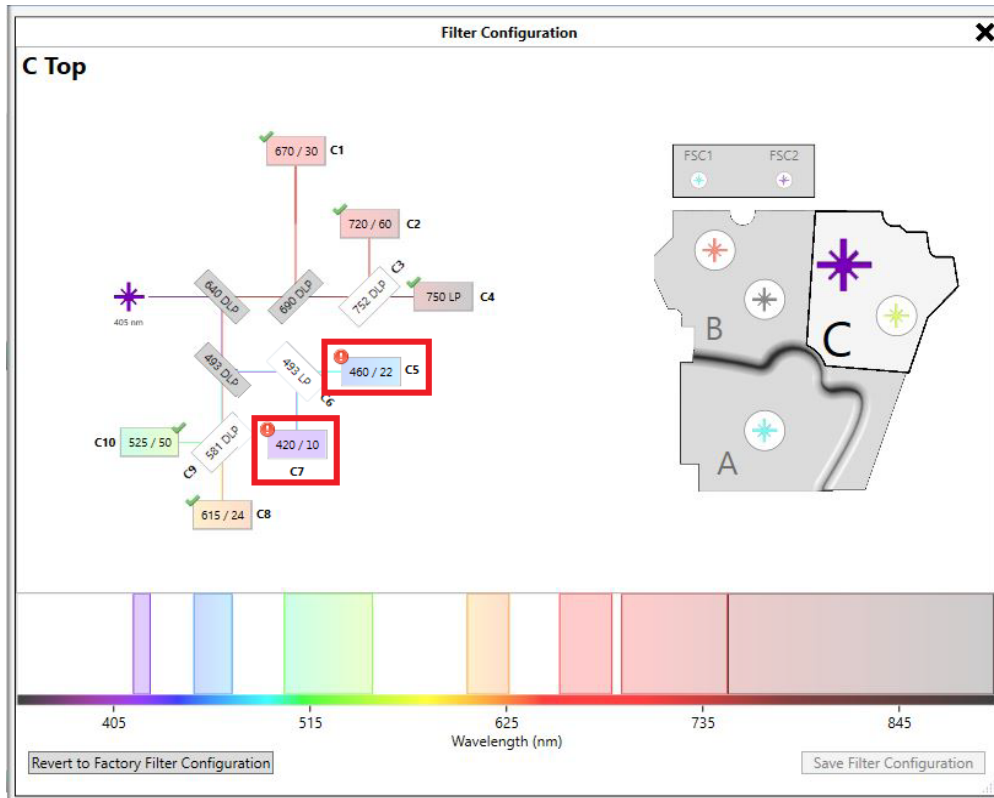 Filter Configuration
C Top
670 / 30 C1
720 / 60 C2
C3
640 DLP
690 DLP
752 DLP
750 LP C4
405 nm
493 DLP
493 LP
460 / 22 C5
C6
C10 525 / 50
581 DLP
420 / 10
C7
C9
615 / 24 C8
FSC1 FSC2
B
C
A
405 515 625 735 845
Wavelength (nm)
Revert to Factory Filter Configuration
Save Filter Configuration